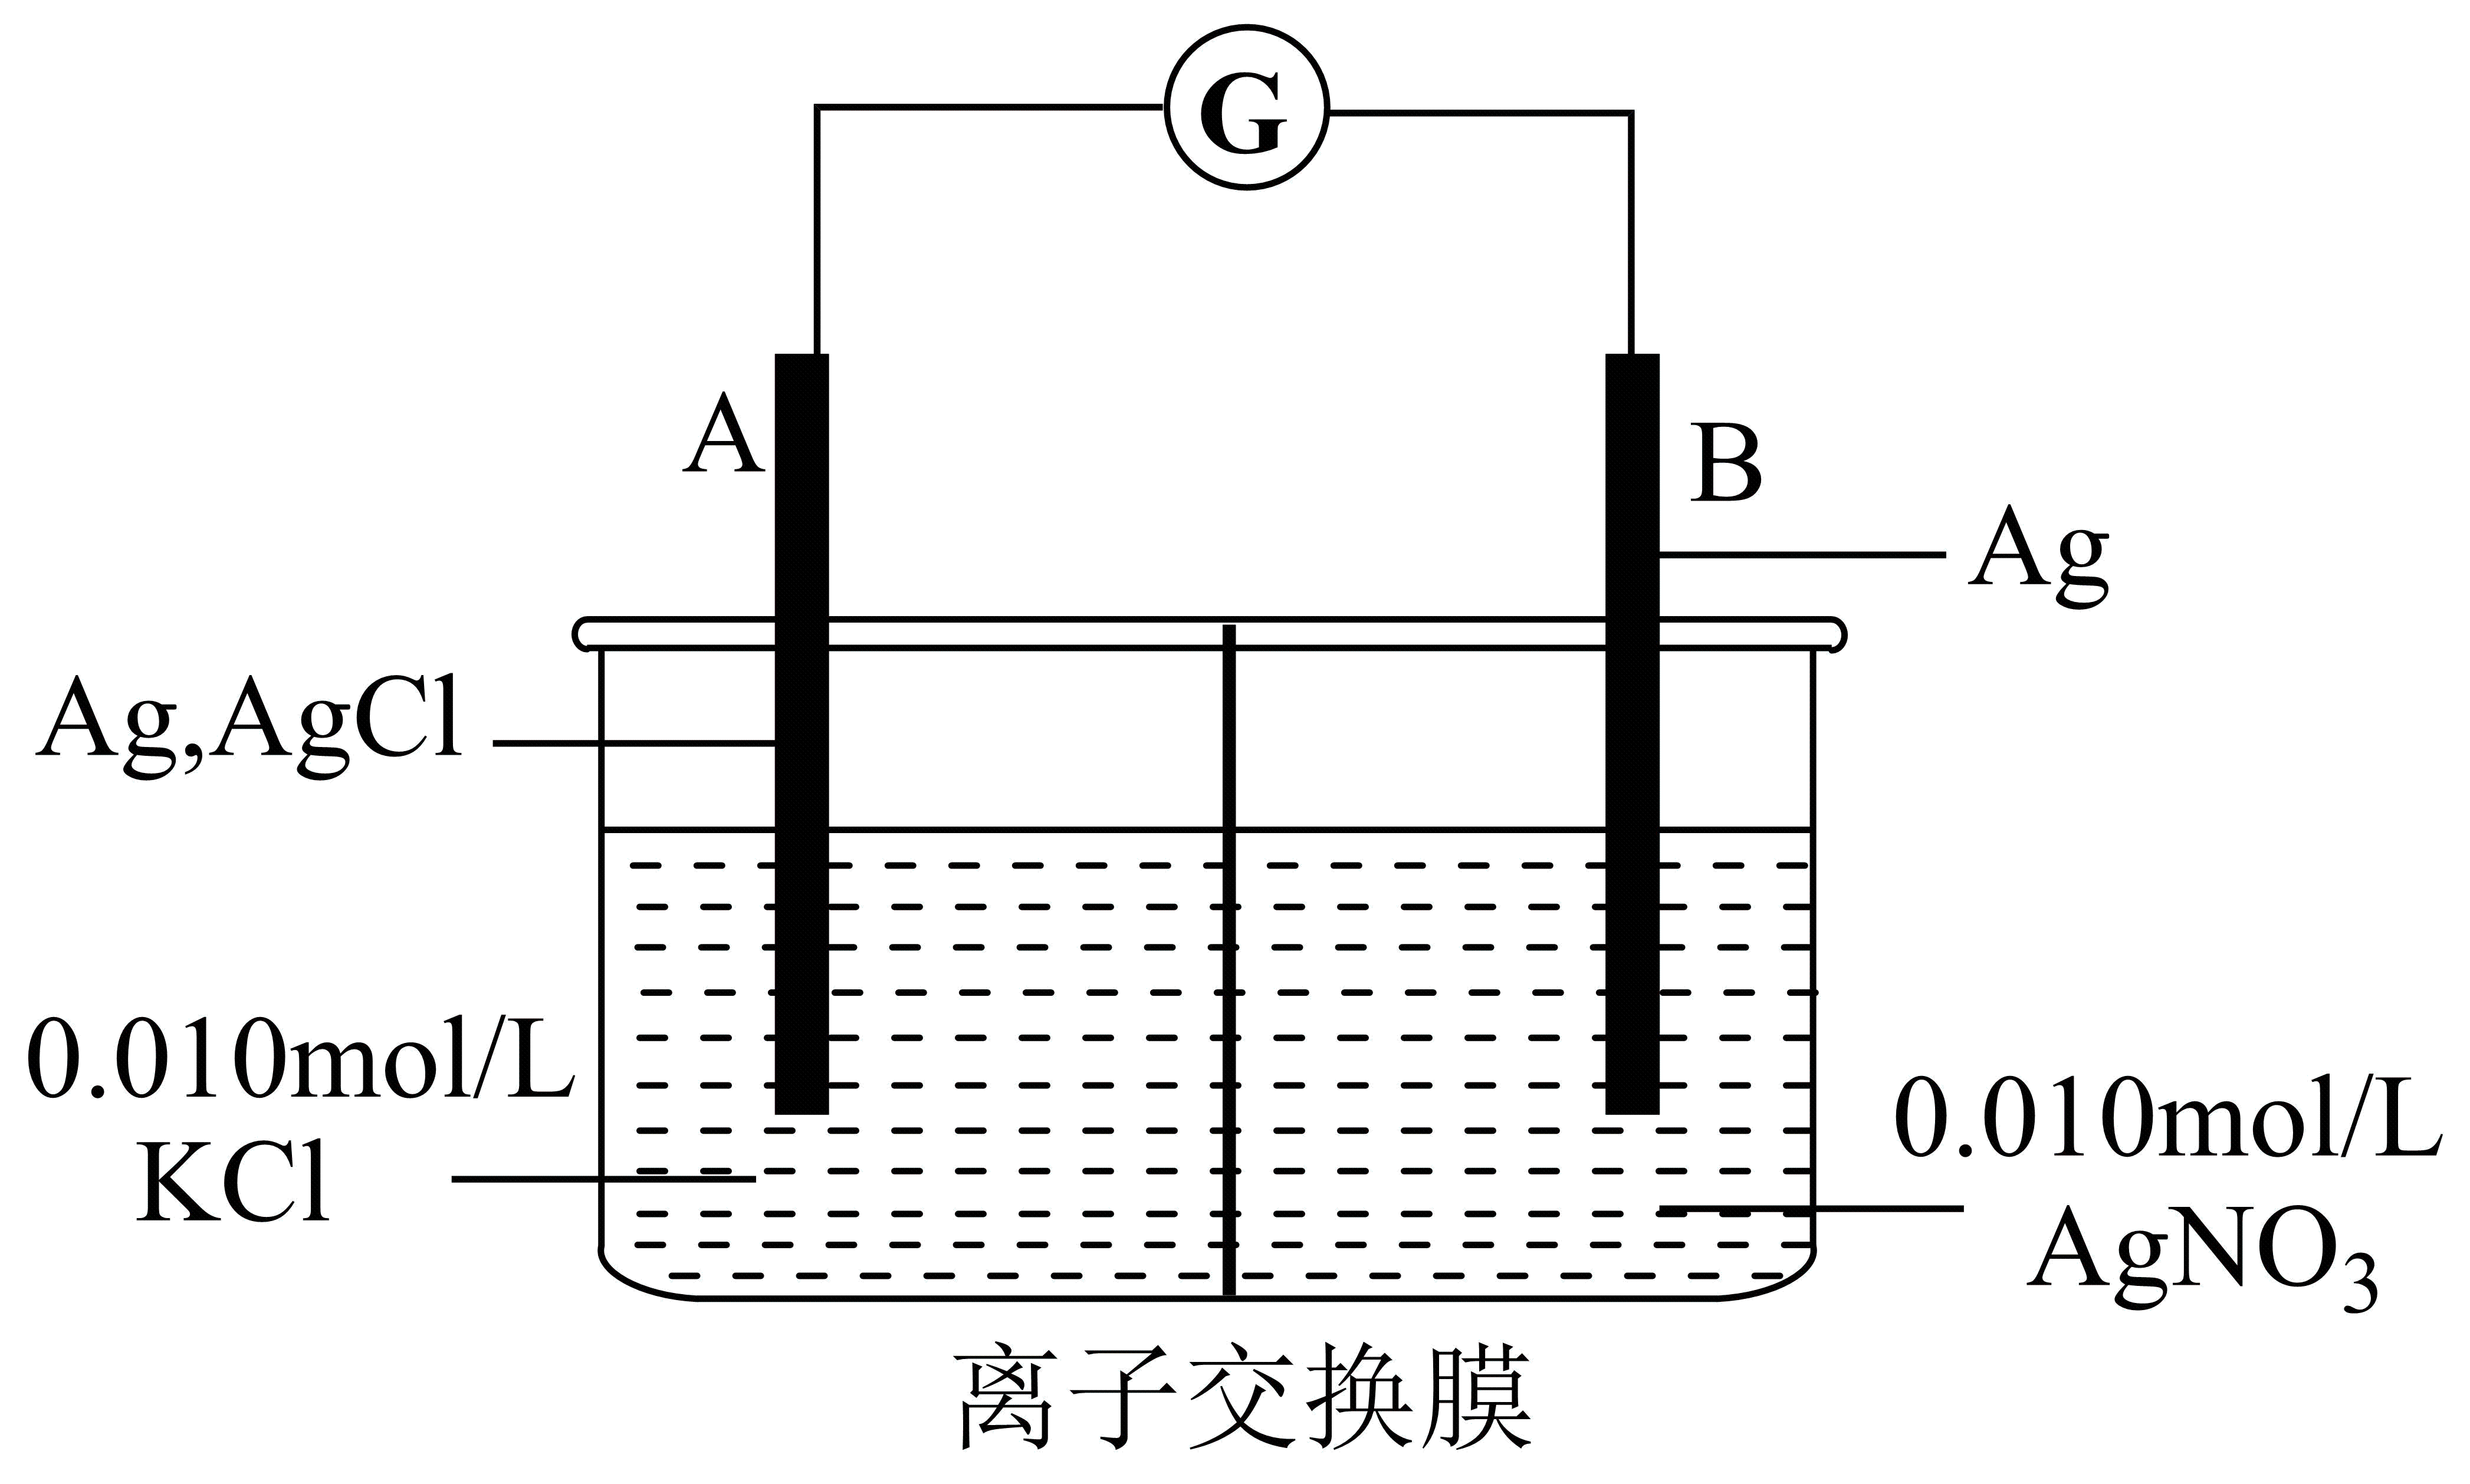 G
A
B
Ag
Ag,AgCl
0.010mol/L
KCl
0.010mol/L
AgNO₃
离子交换膜